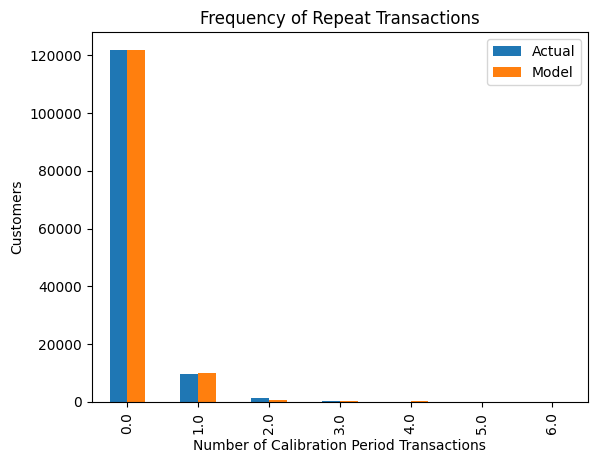 Frequency of Repeat Transactions
Actual
Model
120000
100000
80000
60000
40000
20000
0
Customers
0.0
1.0
2.0
3.0
4.0
5.0
6.0
Number of Calibration Period Transactions